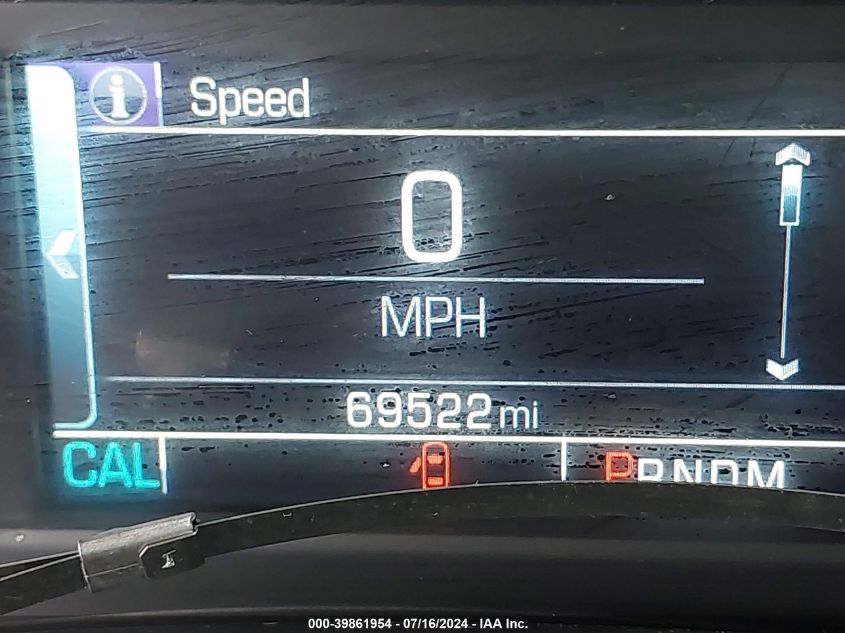 i Speed
0
MPH
69522 mi
CAL PRNDM
000-39861954 - 07/16/2024 - IAA Inc.